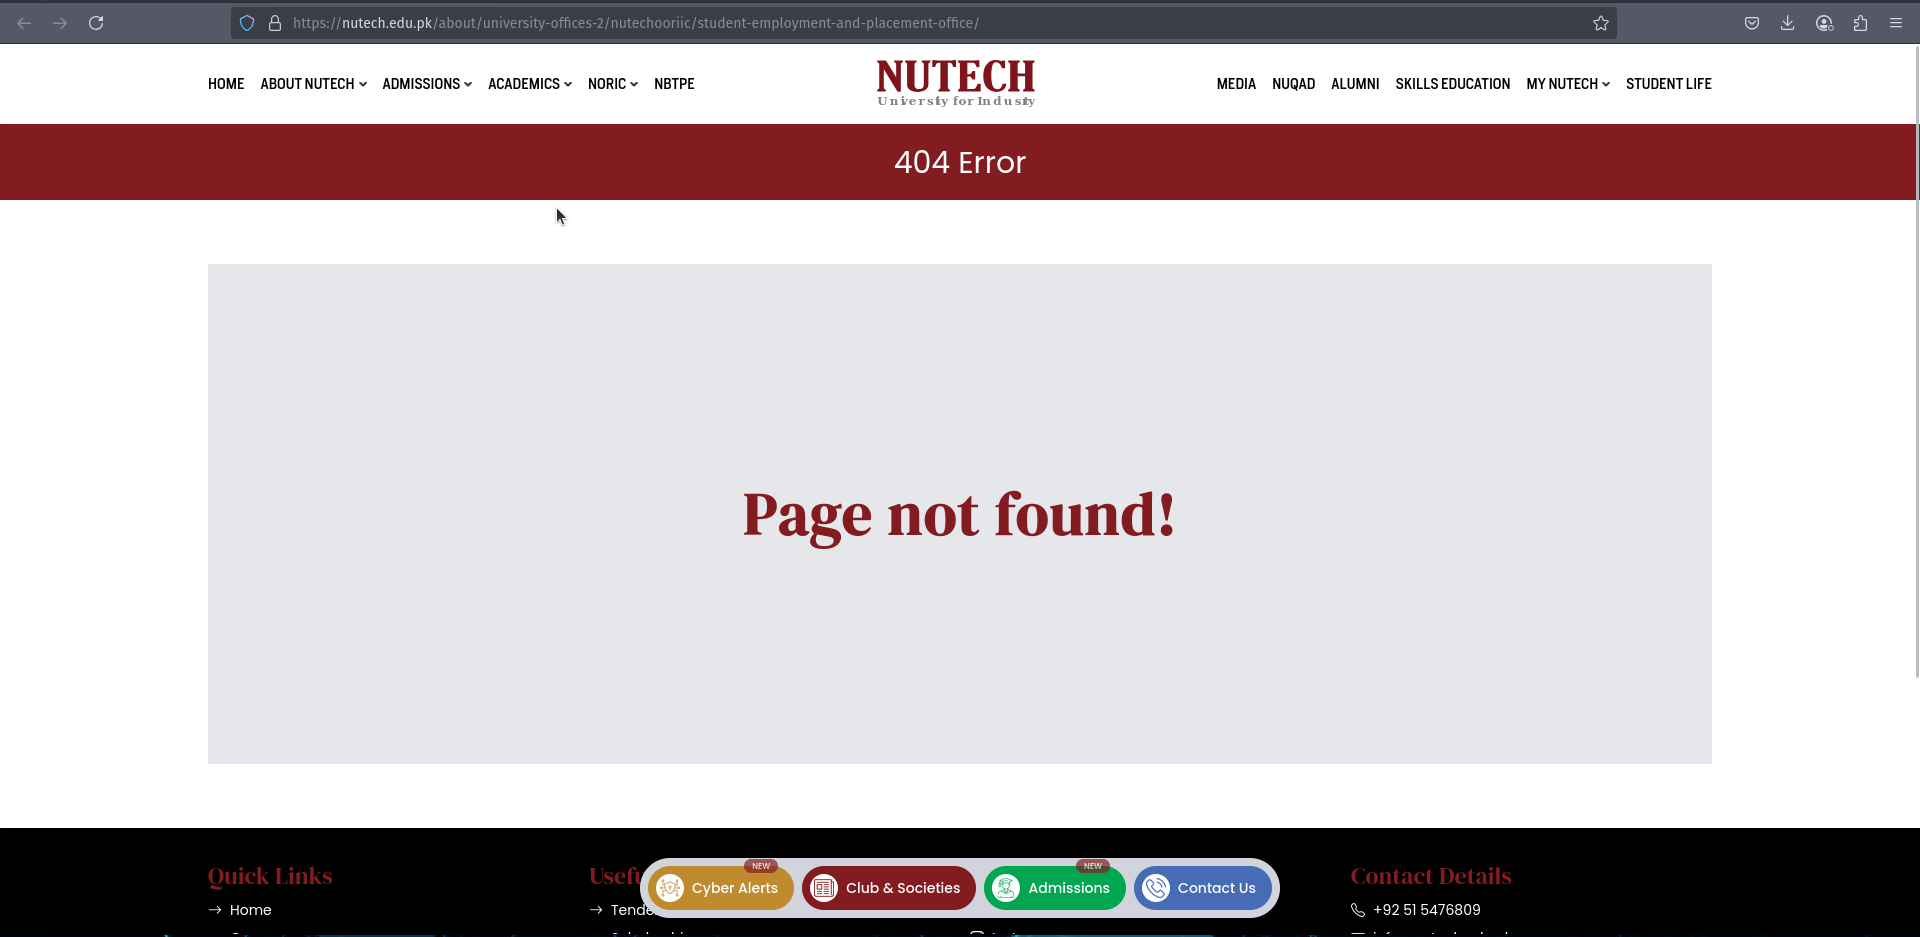 https://nutech.edu.pk/about/university-offices-2/nutechooriic/student-employment-and-placement-office/
HOME ABOUT NUTECH ADMISSIONS ACADEMICS NORIC NBTPE
NUTECH
University for Industry
MEDIA NUQAD ALUMNI SKILLS EDUCATION MY NUTECH STUDENT LIFE
404 Error
Page not found!
Quick Links
Home
Usefu
Tende
NEW
Cyber Alerts
Club & Societies
NEW
Admissions
Contact Us
Contact Details
+92 51 5476809